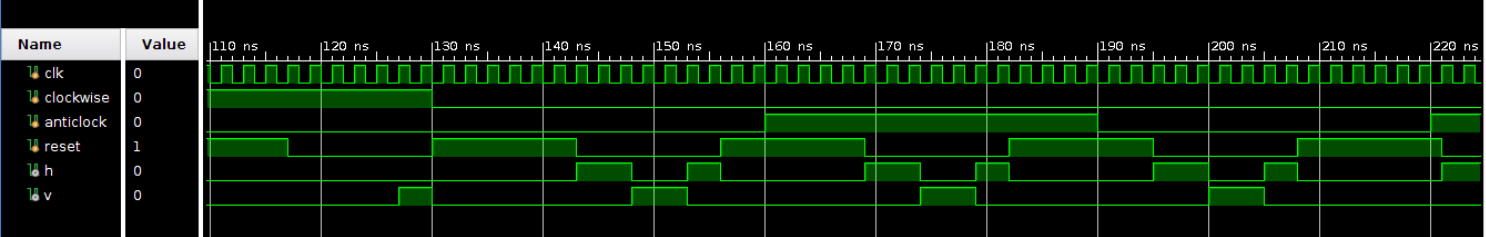 Name Value
110 ns 120 ns 130 ns 140 ns 150 ns 160 ns 170 ns 180 ns 190 ns 200 ns 210 ns 220 ns
clk 0
clockwise 0
anticlock 0
reset 1
h 0
v 0